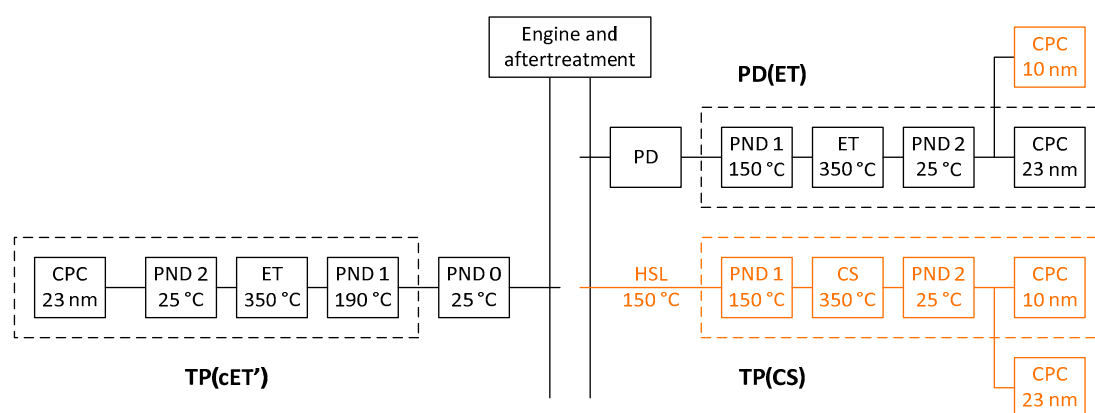 Engine and
aftertreatment
CPC
10 nm
PD(ET)
PD
PND 1
150 °C
ET
350 °C
PND 2
25 °C
CPC
23 nm
CPC
23 nm
PND 2
25 °C
ET
350 °C
PND 1
190 °C
PND 0
25 °C
HSL
150 °C
PND 1
150 °C
CS
350 °C
PND 2
25 °C
CPC
10 nm
TP(cET’)
TP(CS)
CPC
23 nm